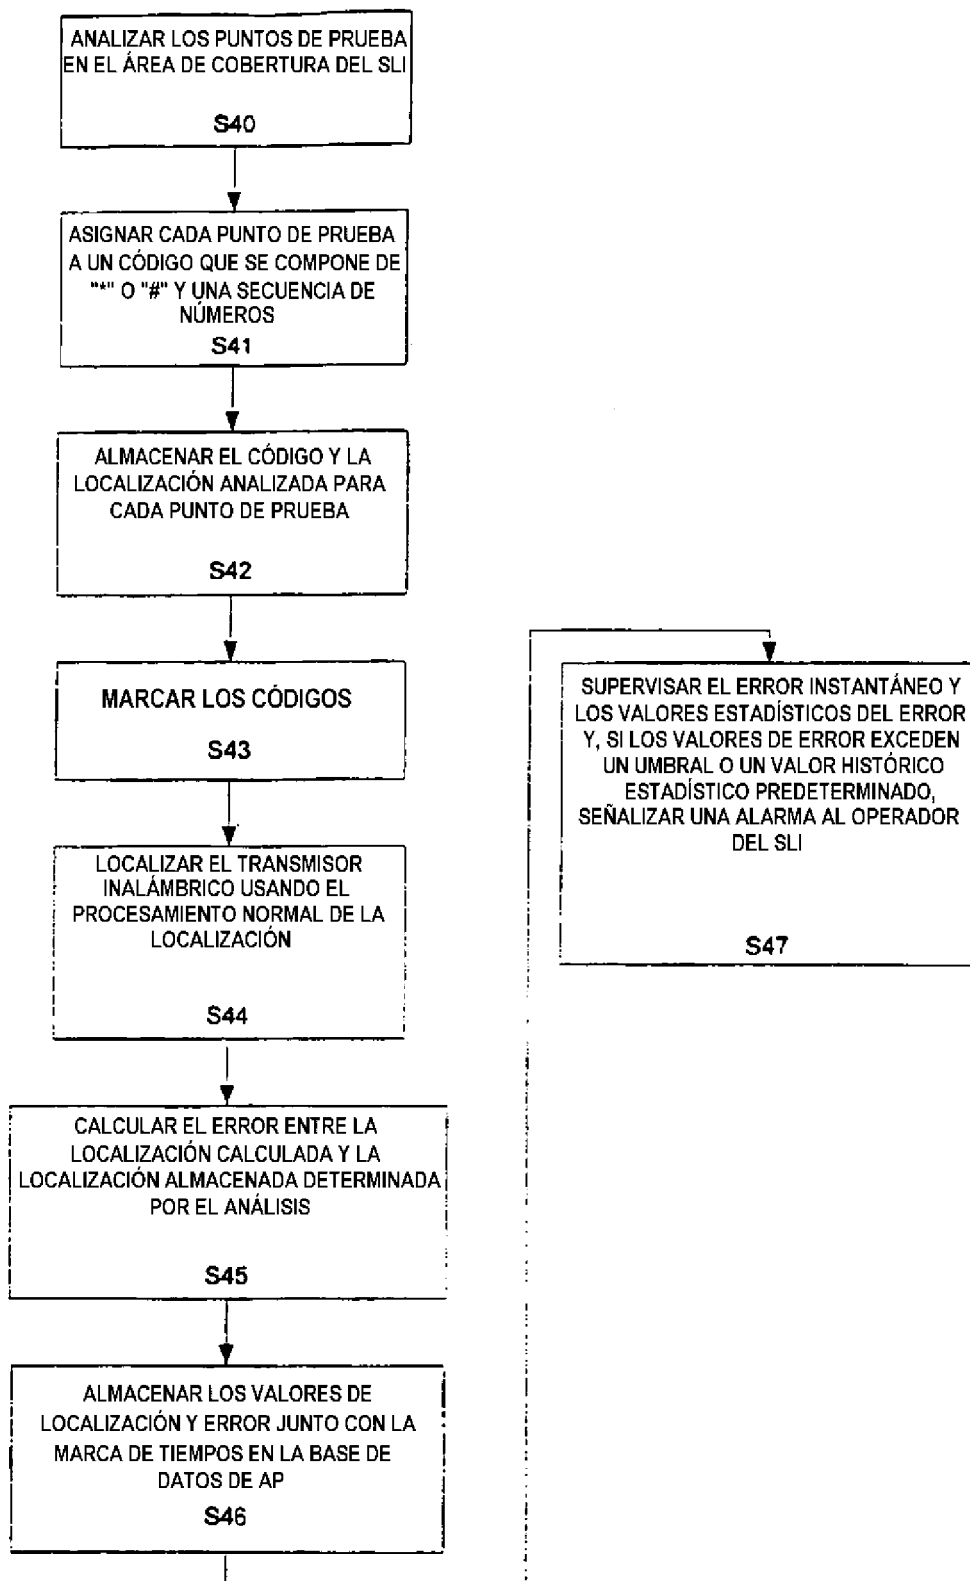 ANALIZAR LOS PUNTOS DE PRUEBA
EN EL ÁREA DE COBERTURA DEL SLI
S40
ASIGNAR CADA PUNTO DE PRUEBA
A UN CÓDIGO QUE SE COMPONE DE
"*" O "#" Y UNA SECUENCIA DE
NÚMEROS
S41
ALMACENAR EL CÓDIGO Y LA
LOCALIZACIÓN ANALIZADA PARA
CADA PUNTO DE PRUEBA
S42
MARCAR LOS CÓDIGOS
S43
LOCALIZAR EL TRANSMISOR
INALÁMBRICO USANDO EL
PROCESAMIENTO NORMAL DE LA
LOCALIZACIÓN
S44
CALCULAR EL ERROR ENTRE LA
LOCALIZACIÓN CALCULADA Y LA
LOCALIZACIÓN ALMACENADA DETERMINADA
POR EL ANÁLISIS
S45
ALMACENAR LOS VALORES DE
LOCALIZACIÓN Y ERROR JUNTO CON LA
MARCA DE TIEMPOS EN LA BASE DE
DATOS DE AP
S46
SUPERVISAR EL ERROR INSTANTÁNEO Y
LOS VALORES ESTADÍSTICOS DEL ERROR
Y, SI LOS VALORES DE ERROR EXCEDEN
UN UMBRAL O UN VALOR HISTÓRICO
ESTADÍSTICO PREDETERMINADO,
SEÑALIZAR UNA ALARMA AL OPERADOR
DEL SLI
S47